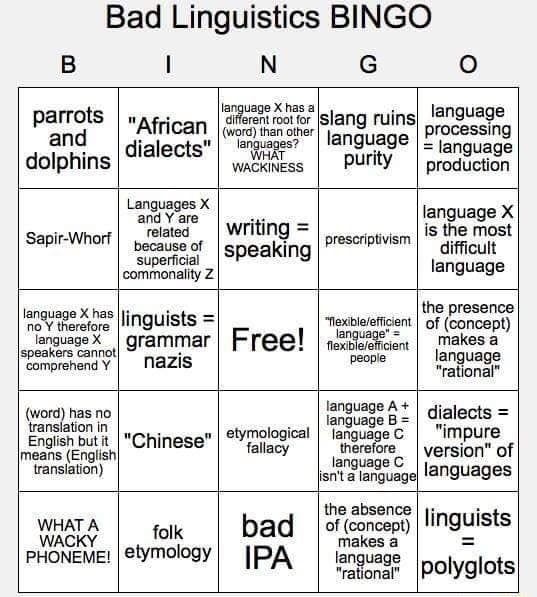 Bad Linguistics BINGO
B I N G O
parrots
and
dolphins
"African
dialects"
language X has a
different root for
(word) than other
languages?
WHAT
WACKINESS
slang ruins
language
purity
language
processing
= language
production
Sapir-Whorf
Languages X
and Y are
related
because of
superficial
commonality Z
writing =
speaking
prescriptivism
language X
is the most
difficult
language
language X has
no Y therefore
language X
speakers cannot
comprehend Y
linguists =
grammar
nazis
Free!
"flexible/efficient
language" =
flexible/efficient
people
the presence
of (concept)
makes a
language
"rational"
(word) has no
translation in
English but it
means (English
translation)
"Chinese"
etymological
fallacy
language A +
language B =
language C
therefore
language C
isn't a language
dialects =
"impure
version" of
languages
WHAT A
WACKY
PHONEME!
folk
etymology
bad
IPA
the absence
of (concept)
makes a
language
"rational"
linguists
=
polyglots